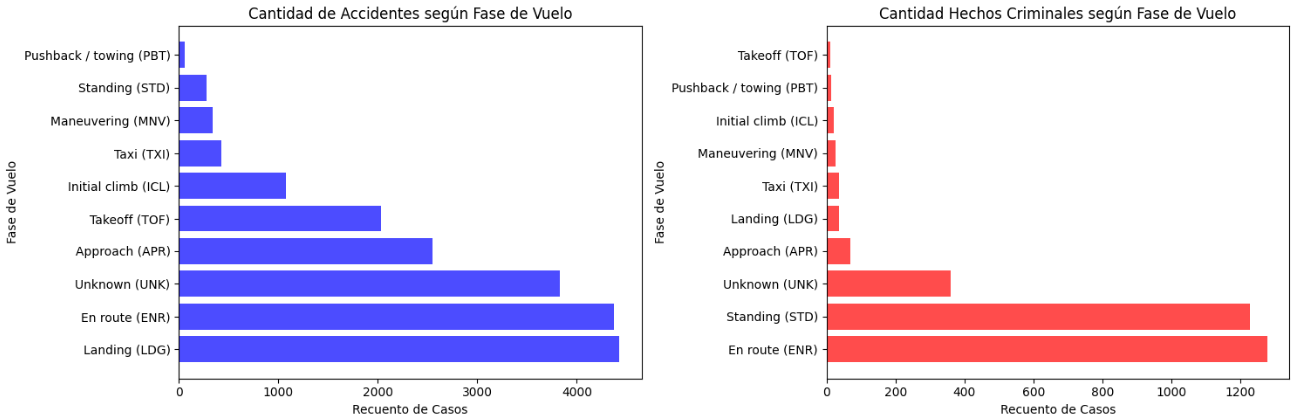 Cantidad de Accidentes según Fase de Vuelo
Fase de Vuelo
Pushback / towing (PBT)
Standing (STD)
Maneuvering (MNV)
Taxi (TXI)
Initial climb (ICL)
Takeoff (TOF)
Approach (APR)
Unknown (UNK)
En route (ENR)
Landing (LDG)
0 1000 2000 3000 4000
Recuento de Casos
Cantidad Hechos Criminales según Fase de Vuelo
Fase de Vuelo
Takeoff (TOF)
Pushback / towing (PBT)
Initial climb (ICL)
Maneuvering (MNV)
Taxi (TXI)
Landing (LDG)
Approach (APR)
Unknown (UNK)
Standing (STD)
En route (ENR)
0 200 400 600 800 1000 1200
Recuento de Casos